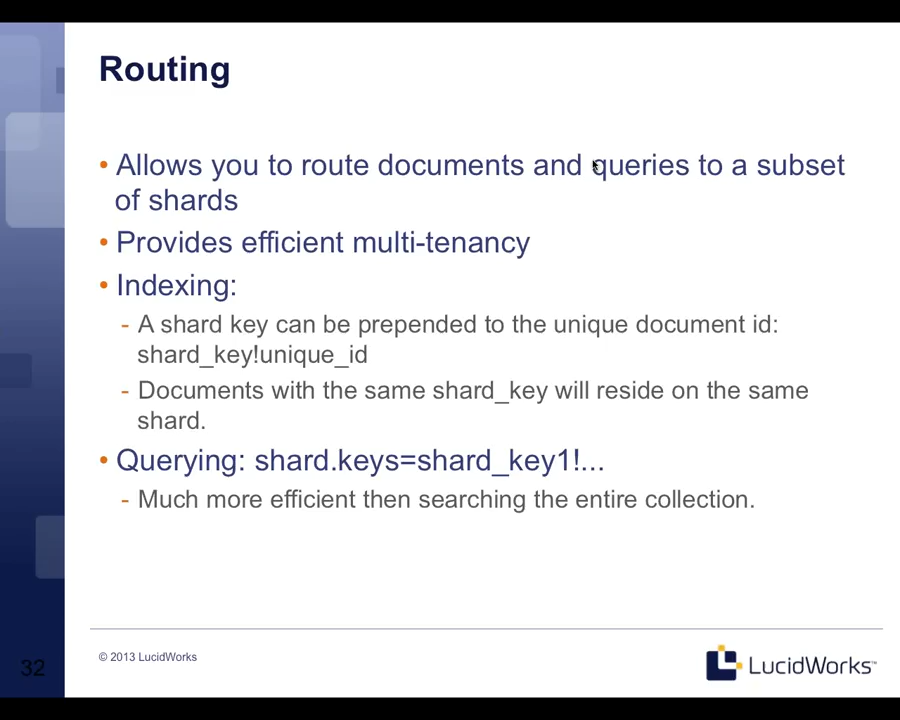 Routing
• Allows you to route documents and queries to a subset
of shards
• Provides efficient multi-tenancy
• Indexing:
- A shard key can be prepended to the unique document id:
shard_key!unique_id
- Documents with the same shard_key will reside on the same
shard.
• Querying: shard.keys=shard_key1!...
- Much more efficient then searching the entire collection.
32
© 2013 LucidWorks
LucidWorks™